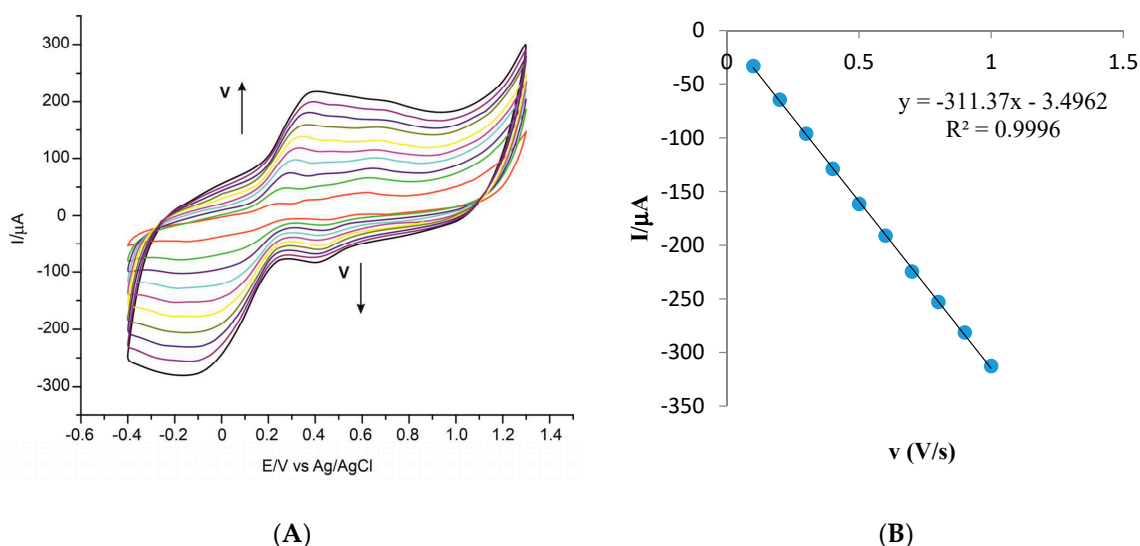 300
200
100
0
-100
-200
-300
I/µA
v
v
-0.6 -0.4 -0.2 0 0.2 0.4 0.6 0.8 1.0 1.2 1.4
E/V vs Ag/AgCl
(A)
0
-50
-100
-150
-200
-250
-300
-350
I/µA
0 0.5 1 1.5
y = -311.37x - 3.4962
R² = 0.9996
v (V/s)
(B)